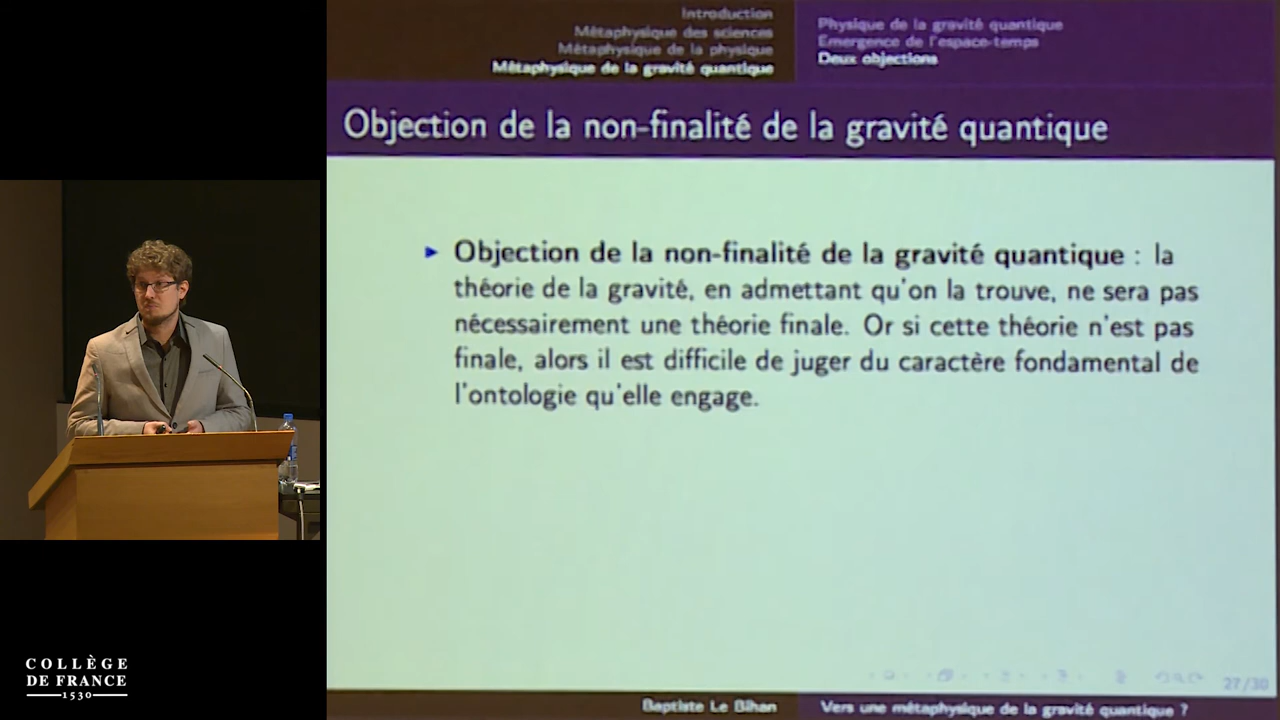 Introduction
Métaphysique des sciences
Métaphysique de la physique
Métaphysique de la gravité quantique
Physique de la gravité quantique
Emergence de l'espace-temps
Deux objections
Objection de la non-finalité de la gravité quantique
► Objection de la non-finalité de la gravité quantique : la
théorie de la gravité, en admettant qu'on la trouve, ne sera pas
nécessairement une théorie finale. Or si cette théorie n'est pas
finale, alors il est difficile de juger du caractère fondamental de
l'ontologie qu'elle engage.
27/30
Baptiste Le Bihan
Vers une métaphysique de la gravité quantique ?
COLLÈGE
DE FRANCE
1530